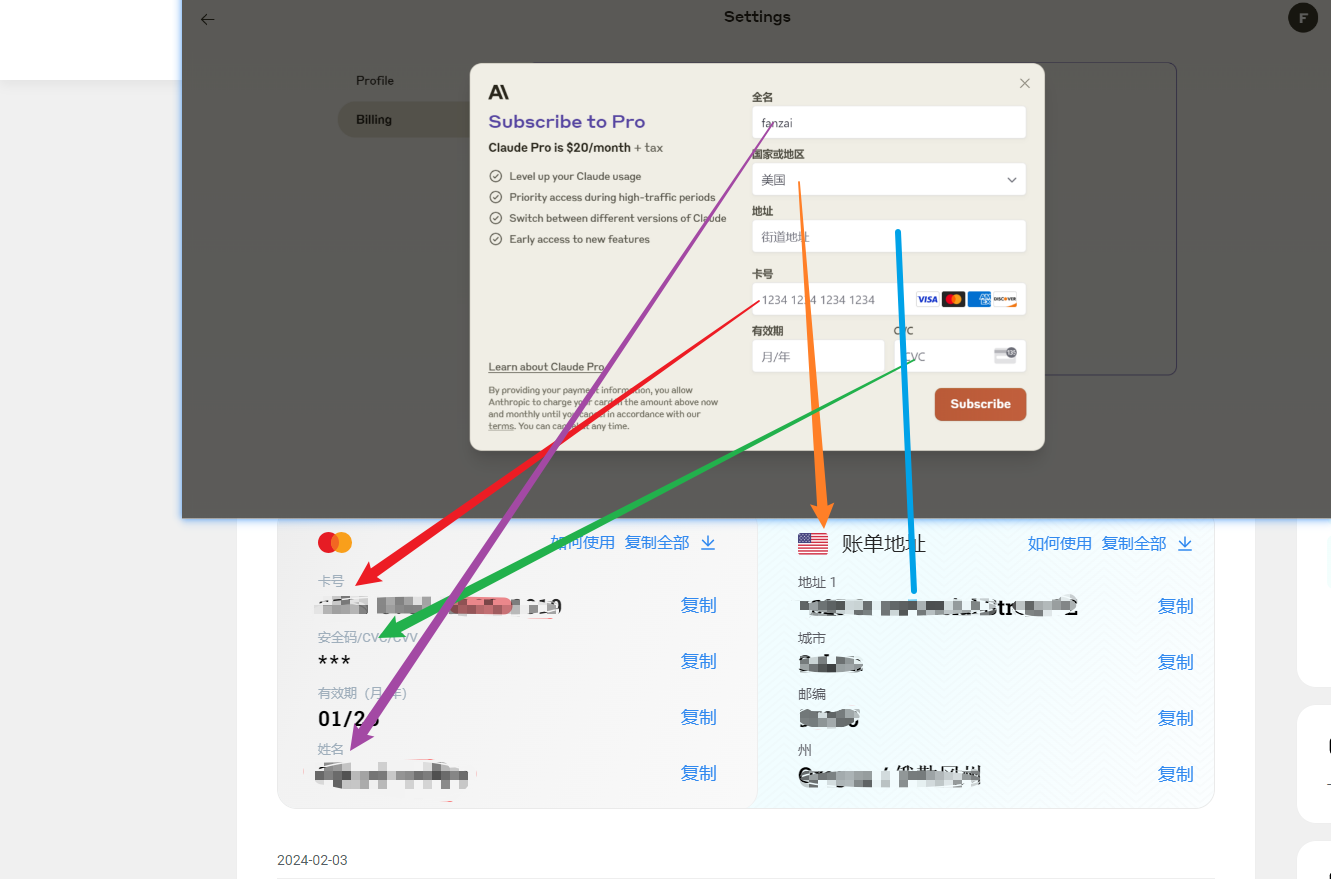 Settings
F
Profile
Billing
Subscribe to Pro
Claude Pro is $20/month + tax
Level up your Claude usage
Priority access during high-traffic periods
Switch between different versions of Claude
Early access to new features
Learn about Claude Pro
By providing your payment information, you allow
Anthropic to charge your card in the amount above now
and monthly until you cancel in accordance with our
terms. You can cancel at any time.
全名
fanzai
国家或地区
美国
地址
街道地址
卡号
1234 1234 1234 1234
VISA
DISCOVER
有效期
CVC
月/年
CVC
Subscribe
如何使用 复制全部
卡号
复制
安全码/CVC/CVV
*** 复制
有效期（月/年）
01/26 复制
姓名
复制
账单地址 如何使用 复制全部
地址 1
复制
城市
复制
邮编
复制
州
复制
2024-02-03